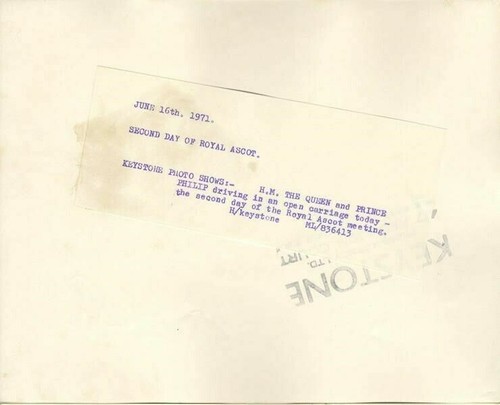 JUNE 16th. 1971.
SECOND DAY OF ROYAL ASCOT.
KEYSTONE PHOTO SHOWS:- H.M. THE QUEEN and PRINCE
PHILIP driving in an open carriage today -
the second day of the Royal Ascot meeting.
H/keystone ML/836413
KEYSTONE
KEYSTONE